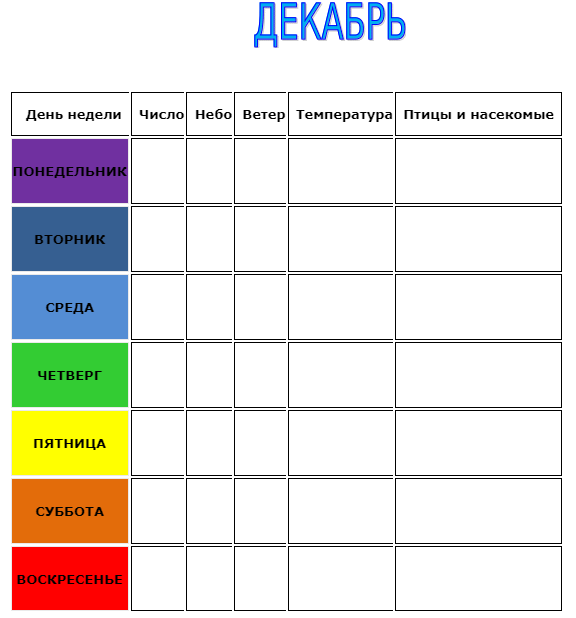 ДЕКАБРЬ
День недели Число Небо Ветер Температура Птицы и насекомые
ПОНЕДЕЛЬНИК
ВТОРНИК
СРЕДА
ЧЕТВЕРГ
ПЯТНИЦА
СУББОТА
ВОСКРЕСЕНЬЕ